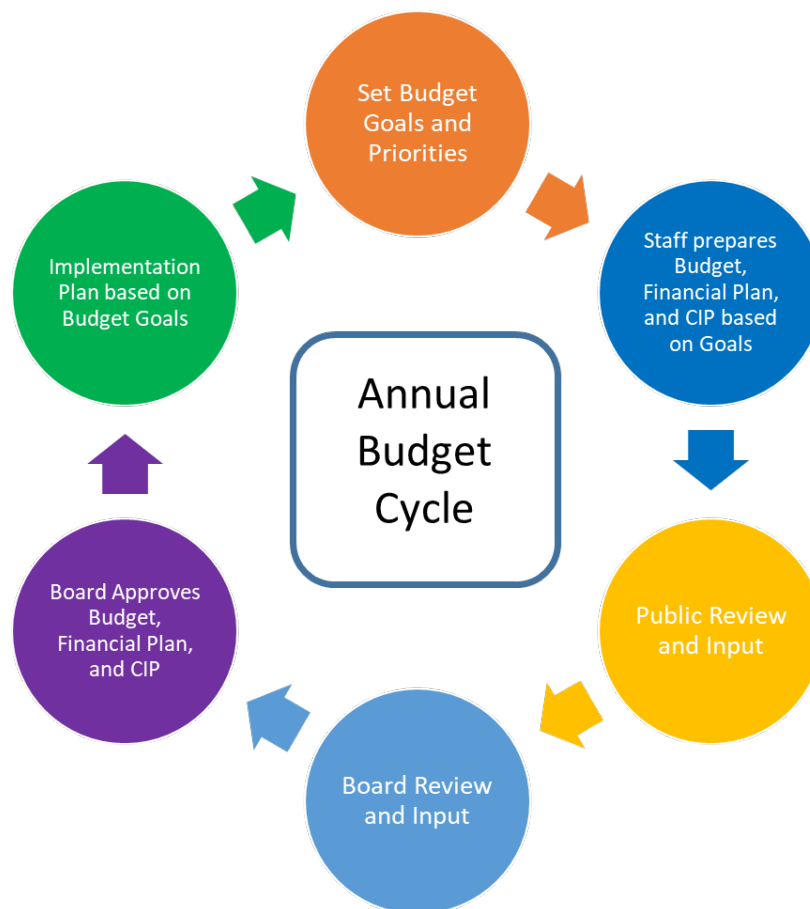 Set Budget
Goals and
Priorities
Staff prepares
Budget,
Financial Plan,
and CIP based
on Goals
Public Review
and Input
Board Review
and Input
Board Approves
Budget,
Financial Plan,
and CIP
Implementation
Plan based on
Budget Goals
Annual
Budget
Cycle